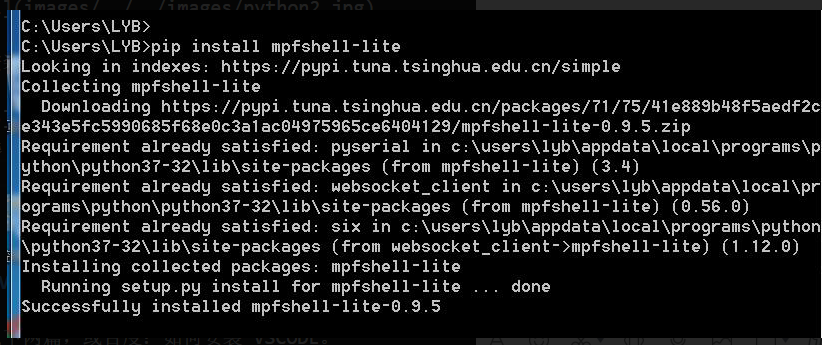 ](images/../../images/python2.jpg)
C:\Users\LYB>
C:\Users\LYB>pip install mpfshell-lite
Looking in indexes: https://pypi.tuna.tsinghua.edu.cn/simple
Collecting mpfshell-lite
  Downloading https://pypi.tuna.tsinghua.edu.cn/packages/71/75/41e889b48f5aedf2c
e343e5fc5990685f68e0c3a1ac04975965ce6404129/mpfshell-lite-0.9.5.zip
Requirement already satisfied: pyserial in c:\users\lyb\appdata\local\programs\p
ython\python37-32\lib\site-packages (from mpfshell-lite) (3.4)
Requirement already satisfied: websocket_client in c:\users\lyb\appdata\local\pr
ograms\python\python37-32\lib\site-packages (from mpfshell-lite) (0.56.0)
Requirement already satisfied: six in c:\users\lyb\appdata\local\programs\python
\python37-32\lib\site-packages (from websocket_client->mpfshell-lite) (1.12.0)
Installing collected packages: mpfshell-lite
  Running setup.py install for mpfshell-lite ... done
Successfully installed mpfshell-lite-0.9.5
如何安装 VSCODE。